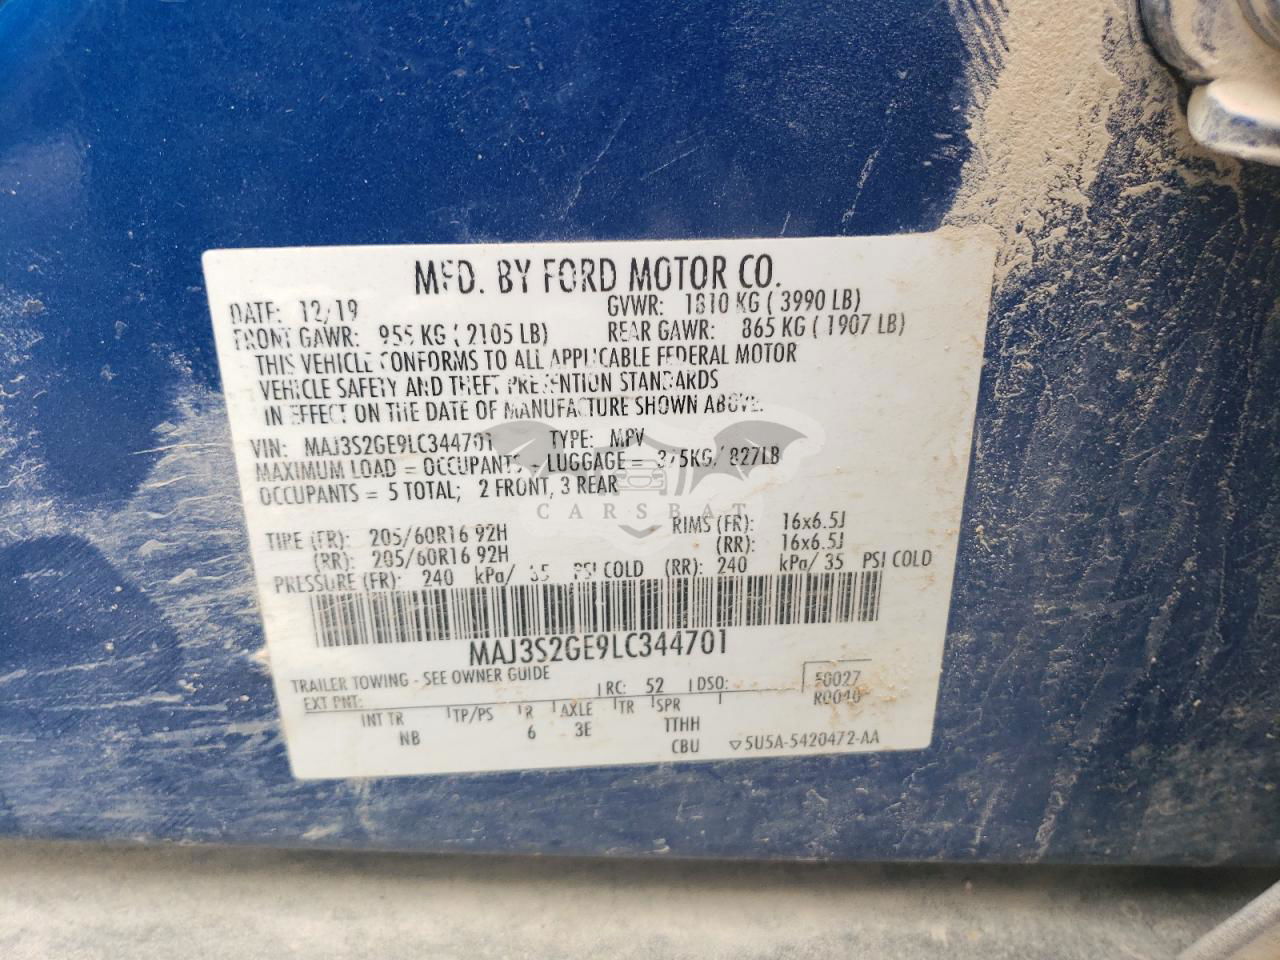 MFD. BY FORD MOTOR CO.
DATE: 12/19 GVWR: 1810 KG ( 3990 LB)
FRONT GAWR: 955 KG ( 2105 LB) REAR GAWR: 865 KG ( 1907 LB)
THIS VEHICLE CONFORMS TO ALL APPLICABLE FEDERAL MOTOR
VEHICLE SAFETY AND THEFT PREVENTION STANDARDS
IN EFFECT ON THE DATE OF MANUFACTURE SHOWN ABOVE.
VIN: MAJ3S2GE9LC344701 TYPE: MPV
MAXIMUM LOAD = OCCUPANTS + LUGGAGE = 375KG/ 827LB
OCCUPANTS = 5 TOTAL; 2 FRONT, 3 REAR
CARSBAT
TIRE (FR): 205/60R16 92H RIMS (FR): 16x6.5J
(RR): 205/60R16 92H (RR): 16x6.5J
PRESSURE (FR): 240 kPa/ 35 PSI COLD (RR): 240 kPa/ 35 PSI COLD
MAJ3S2GE9LC344701
TRAILER TOWING - SEE OWNER GUIDE
EXT PNT: RC: 52 DSO: F0027
R0040
INT TR TP/PS R AXLE TR SPR
NB 6 3E TTHH
CBU ▽5U5A-5420472-AA